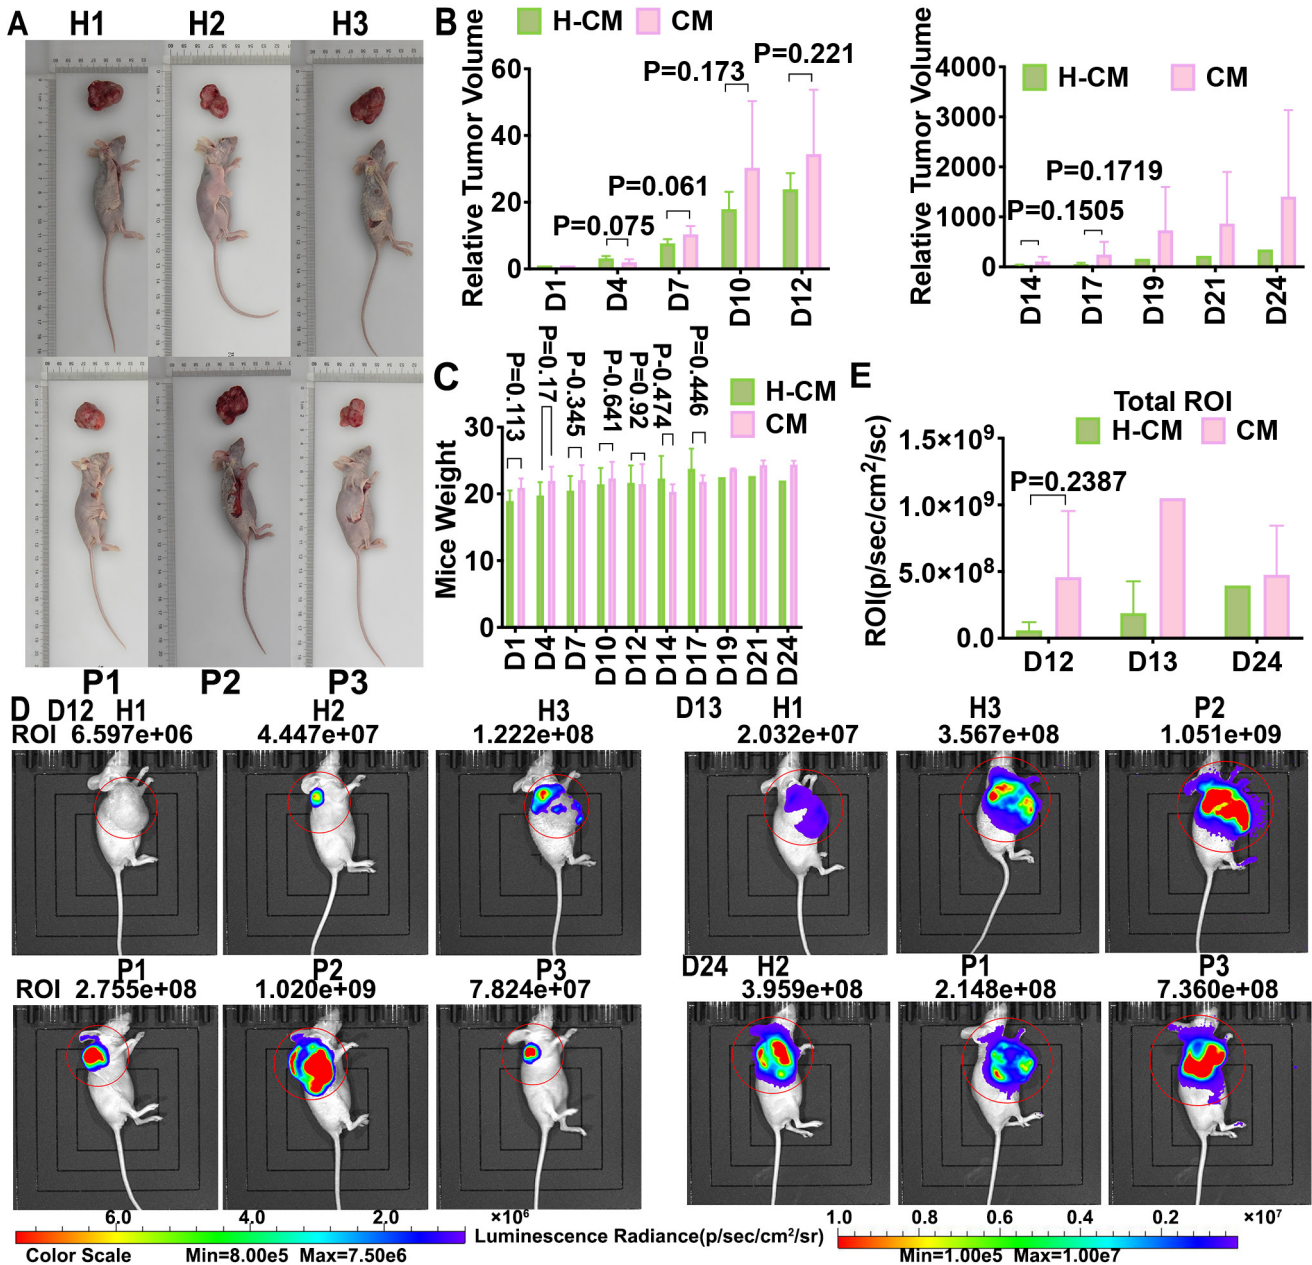 A H1 H2 H3
P1 P2 P3
B H-CM CM
Relative Tumor Volume
60
40
20
0
P=0.075
P=0.061
P=0.173
P=0.221
D1 D4 D7 D10 D12
Relative Tumor Volume
4000
3000
2000
1000
0
H-CM CM
P=0.1505
P=0.1719
D14 D17 D19 D21 D24
C
Mice Weight
30
20
10
0
P=0.113
P=0.17
P-0.345
P-0.641
P=0.92
P-0.474
P=0.446
H-CM
CM
D1 D4 D7 D10 D12 D14 D17 D19 D21 D24
E
Total ROI
H-CM CM
ROI(p/sec/cm²/sc)
1.5×10⁹
1.0×10⁹
5.0×10⁸
0.0
P=0.2387
D12 D13 D24
D D12 H1 H2 H3
ROI 6.597e+06 4.447e+07 1.222e+08
D13 H1 H3 P2
2.032e+07 3.567e+08 1.051e+09
P1 P2 P3
ROI 2.755e+08 1.020e+09 7.824e+07
D24 H2 P1 P3
3.959e+08 2.148e+08 7.360e+08
6.0 4.0 2.0 ×10⁶
Color Scale Min=8.00e5 Max=7.50e6
Luminescence Radiance(p/sec/cm²/sr)
1.0 0.8 0.6 0.4 0.2 ×10⁷
Min=1.00e5 Max=1.00e7